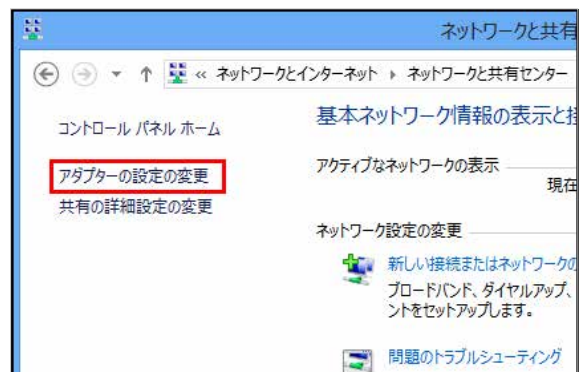 ネットワークと共有
« ネットワークとインターネット ▸ ネットワークと共有センター
コントロール パネル ホーム
アダプターの設定の変更
共有の詳細設定の変更
基本ネットワーク情報の表示と
アクティブなネットワークの表示
現在
ネットワーク設定の変更
新しい接続またはネットワークの
ブロードバンド、ダイヤルアップ、
ントをセットアップします。
問題のトラブルシューティング